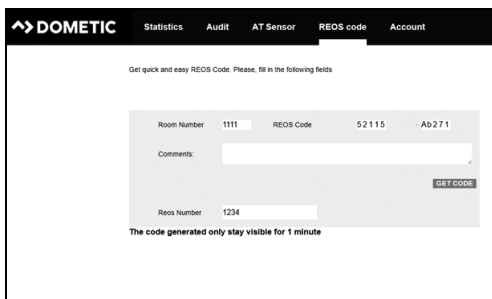 DOMETIC Statistics Audit AT Sensor REOS code Account
Get quick and easy REOS Code. Please, fill in the following fields
Room Number 1111 REOS Code 52115 - Ab271
Comments:
GET CODE
Reos Number 1234
The code generated only stay visible for 1 minute